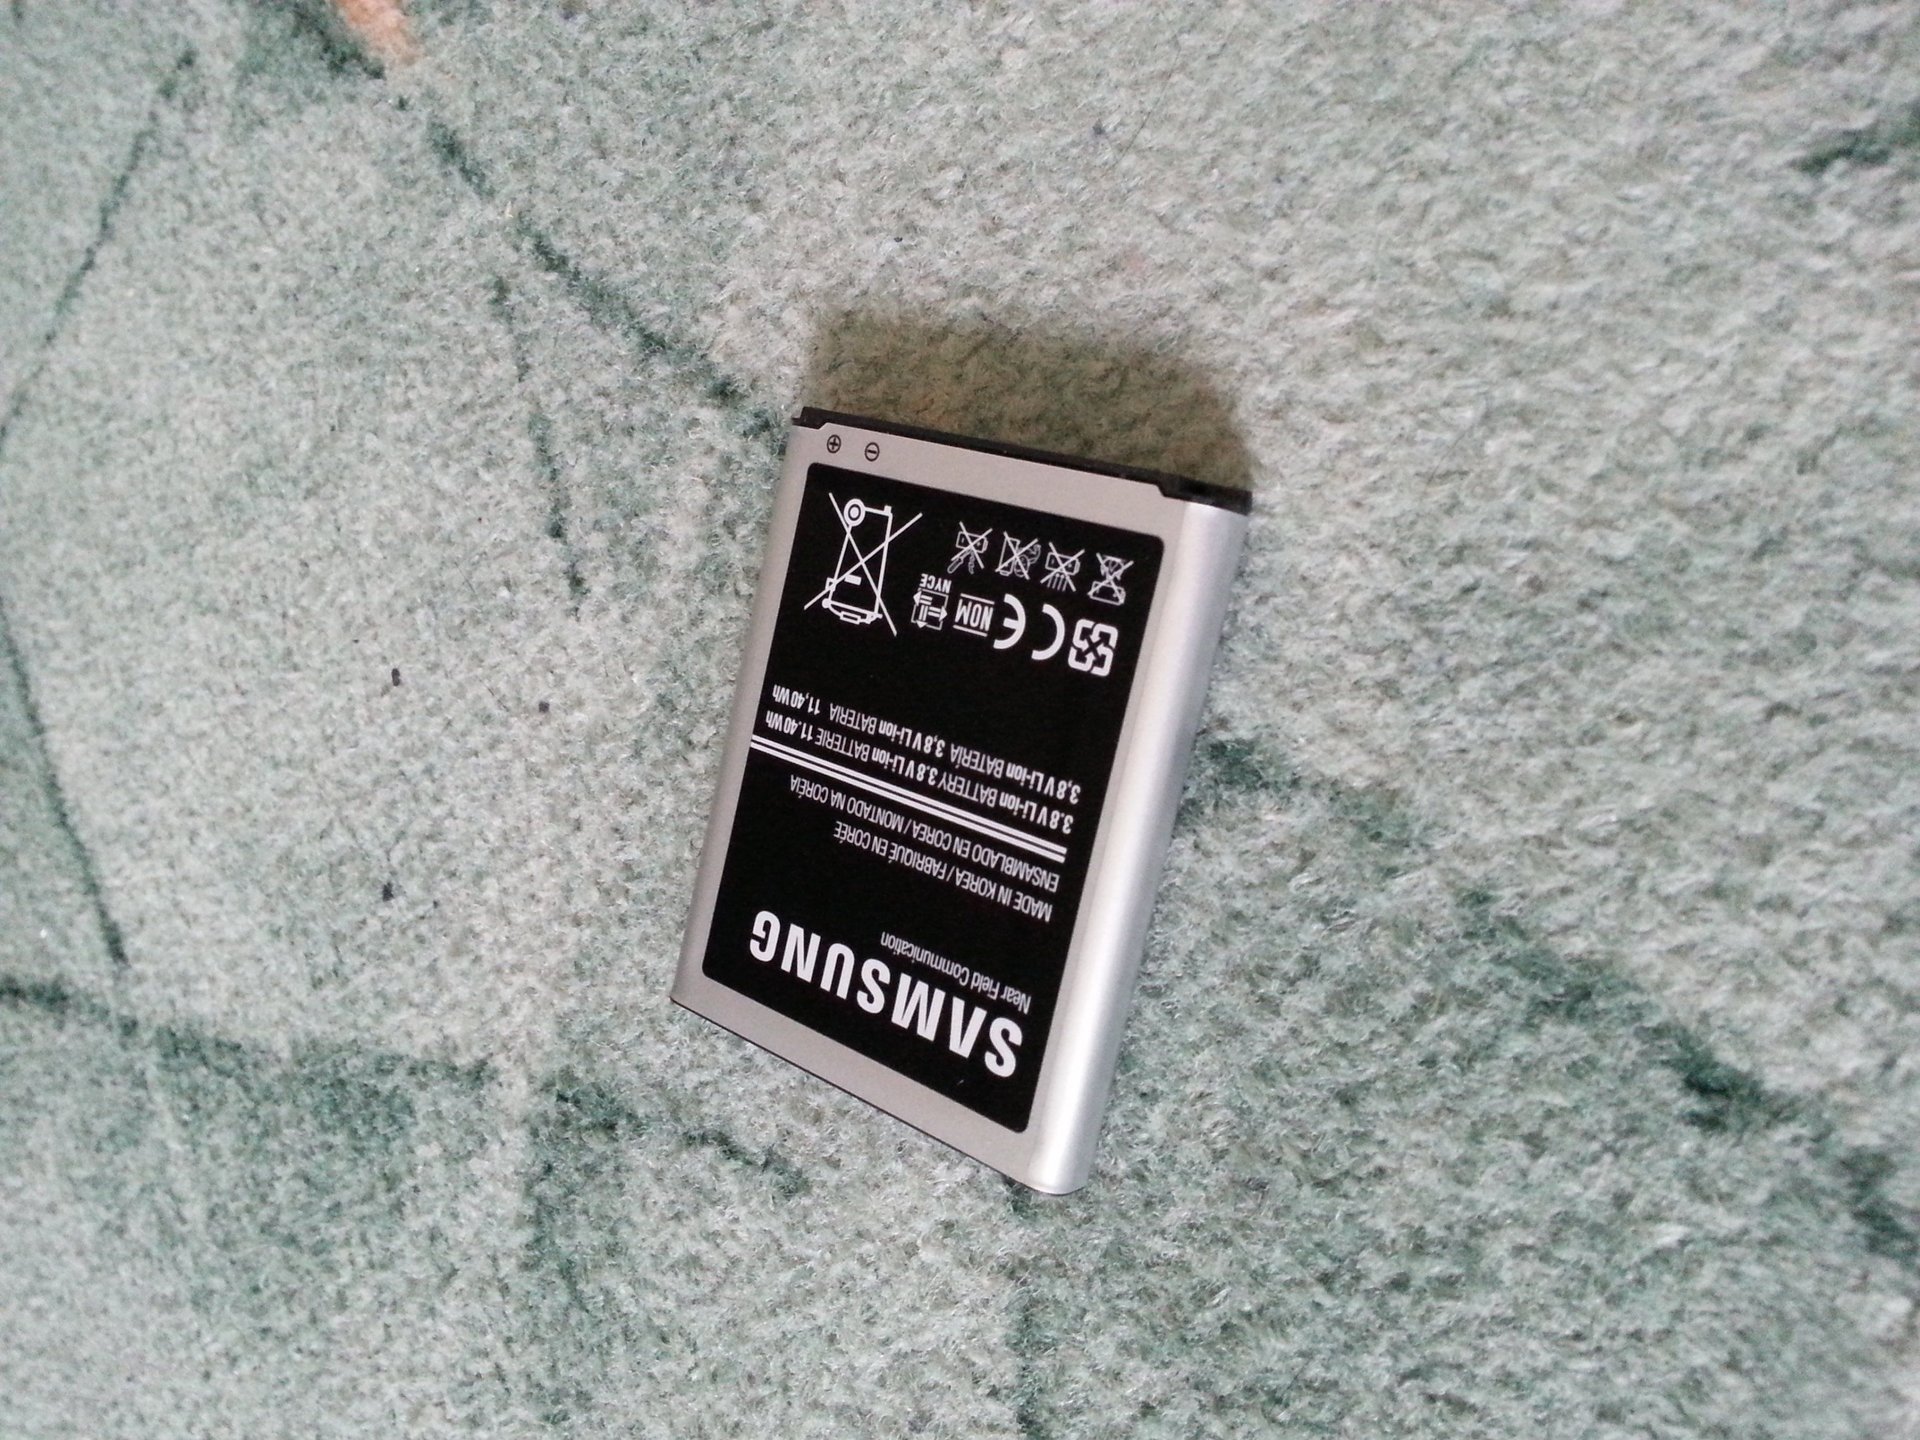 SAMSUNG
Near Field Communication
MADE IN KOREA / FABRIQUÉ EN CORÉE
ENSAMBLADO EN COREA / MONTADO NA CORÉIA
3.8 V Li-ion BATTERY 3.8 V Li-ion BATTERIE 11.40 Wh
3,8 V Li-ion BATERÍA 3,8 V Li-ion BATERIA 11,40 Wh
CE NOM NYCE